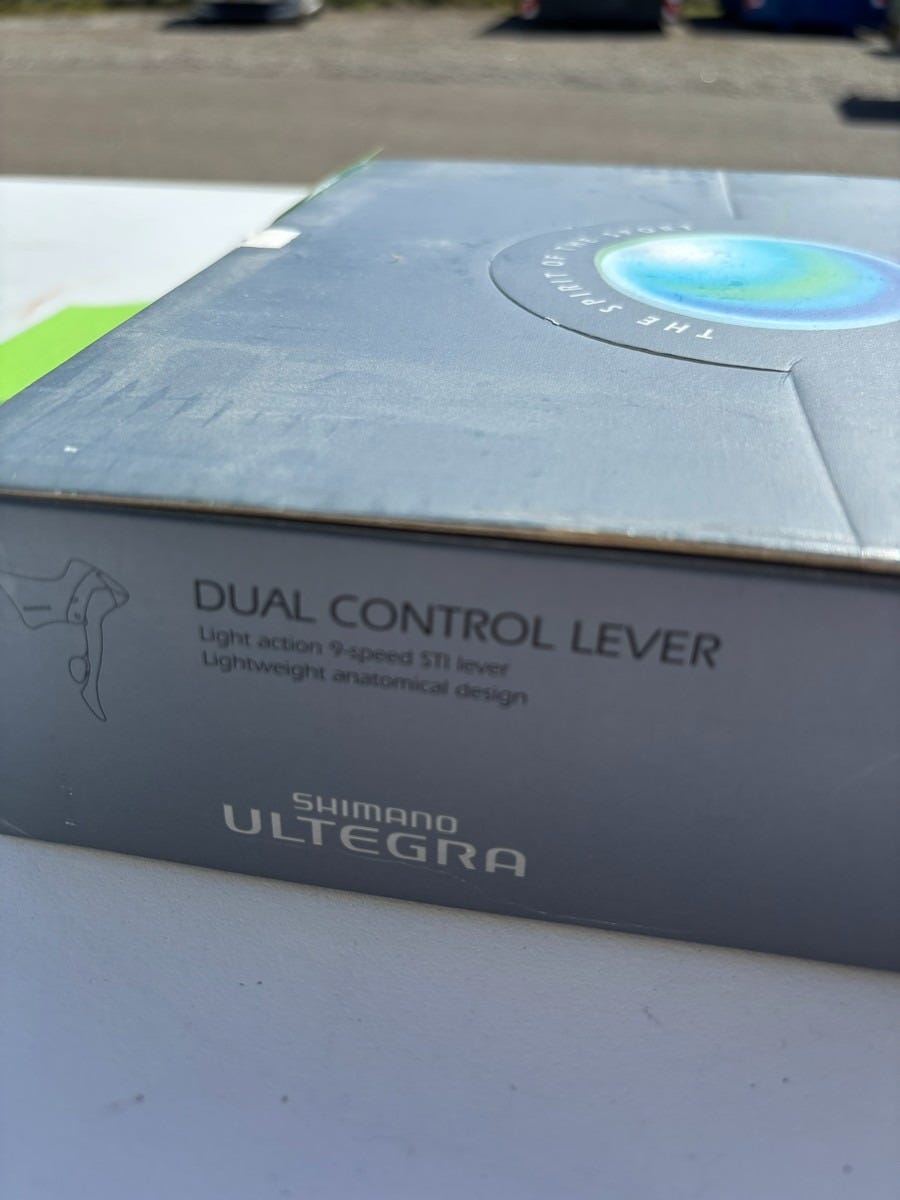 THE SPIRIT OF THE SPORT
DUAL CONTROL LEVER
Light action 9-speed STI lever
Lightweight anatomical design
SHIMANO
ULTEGRA